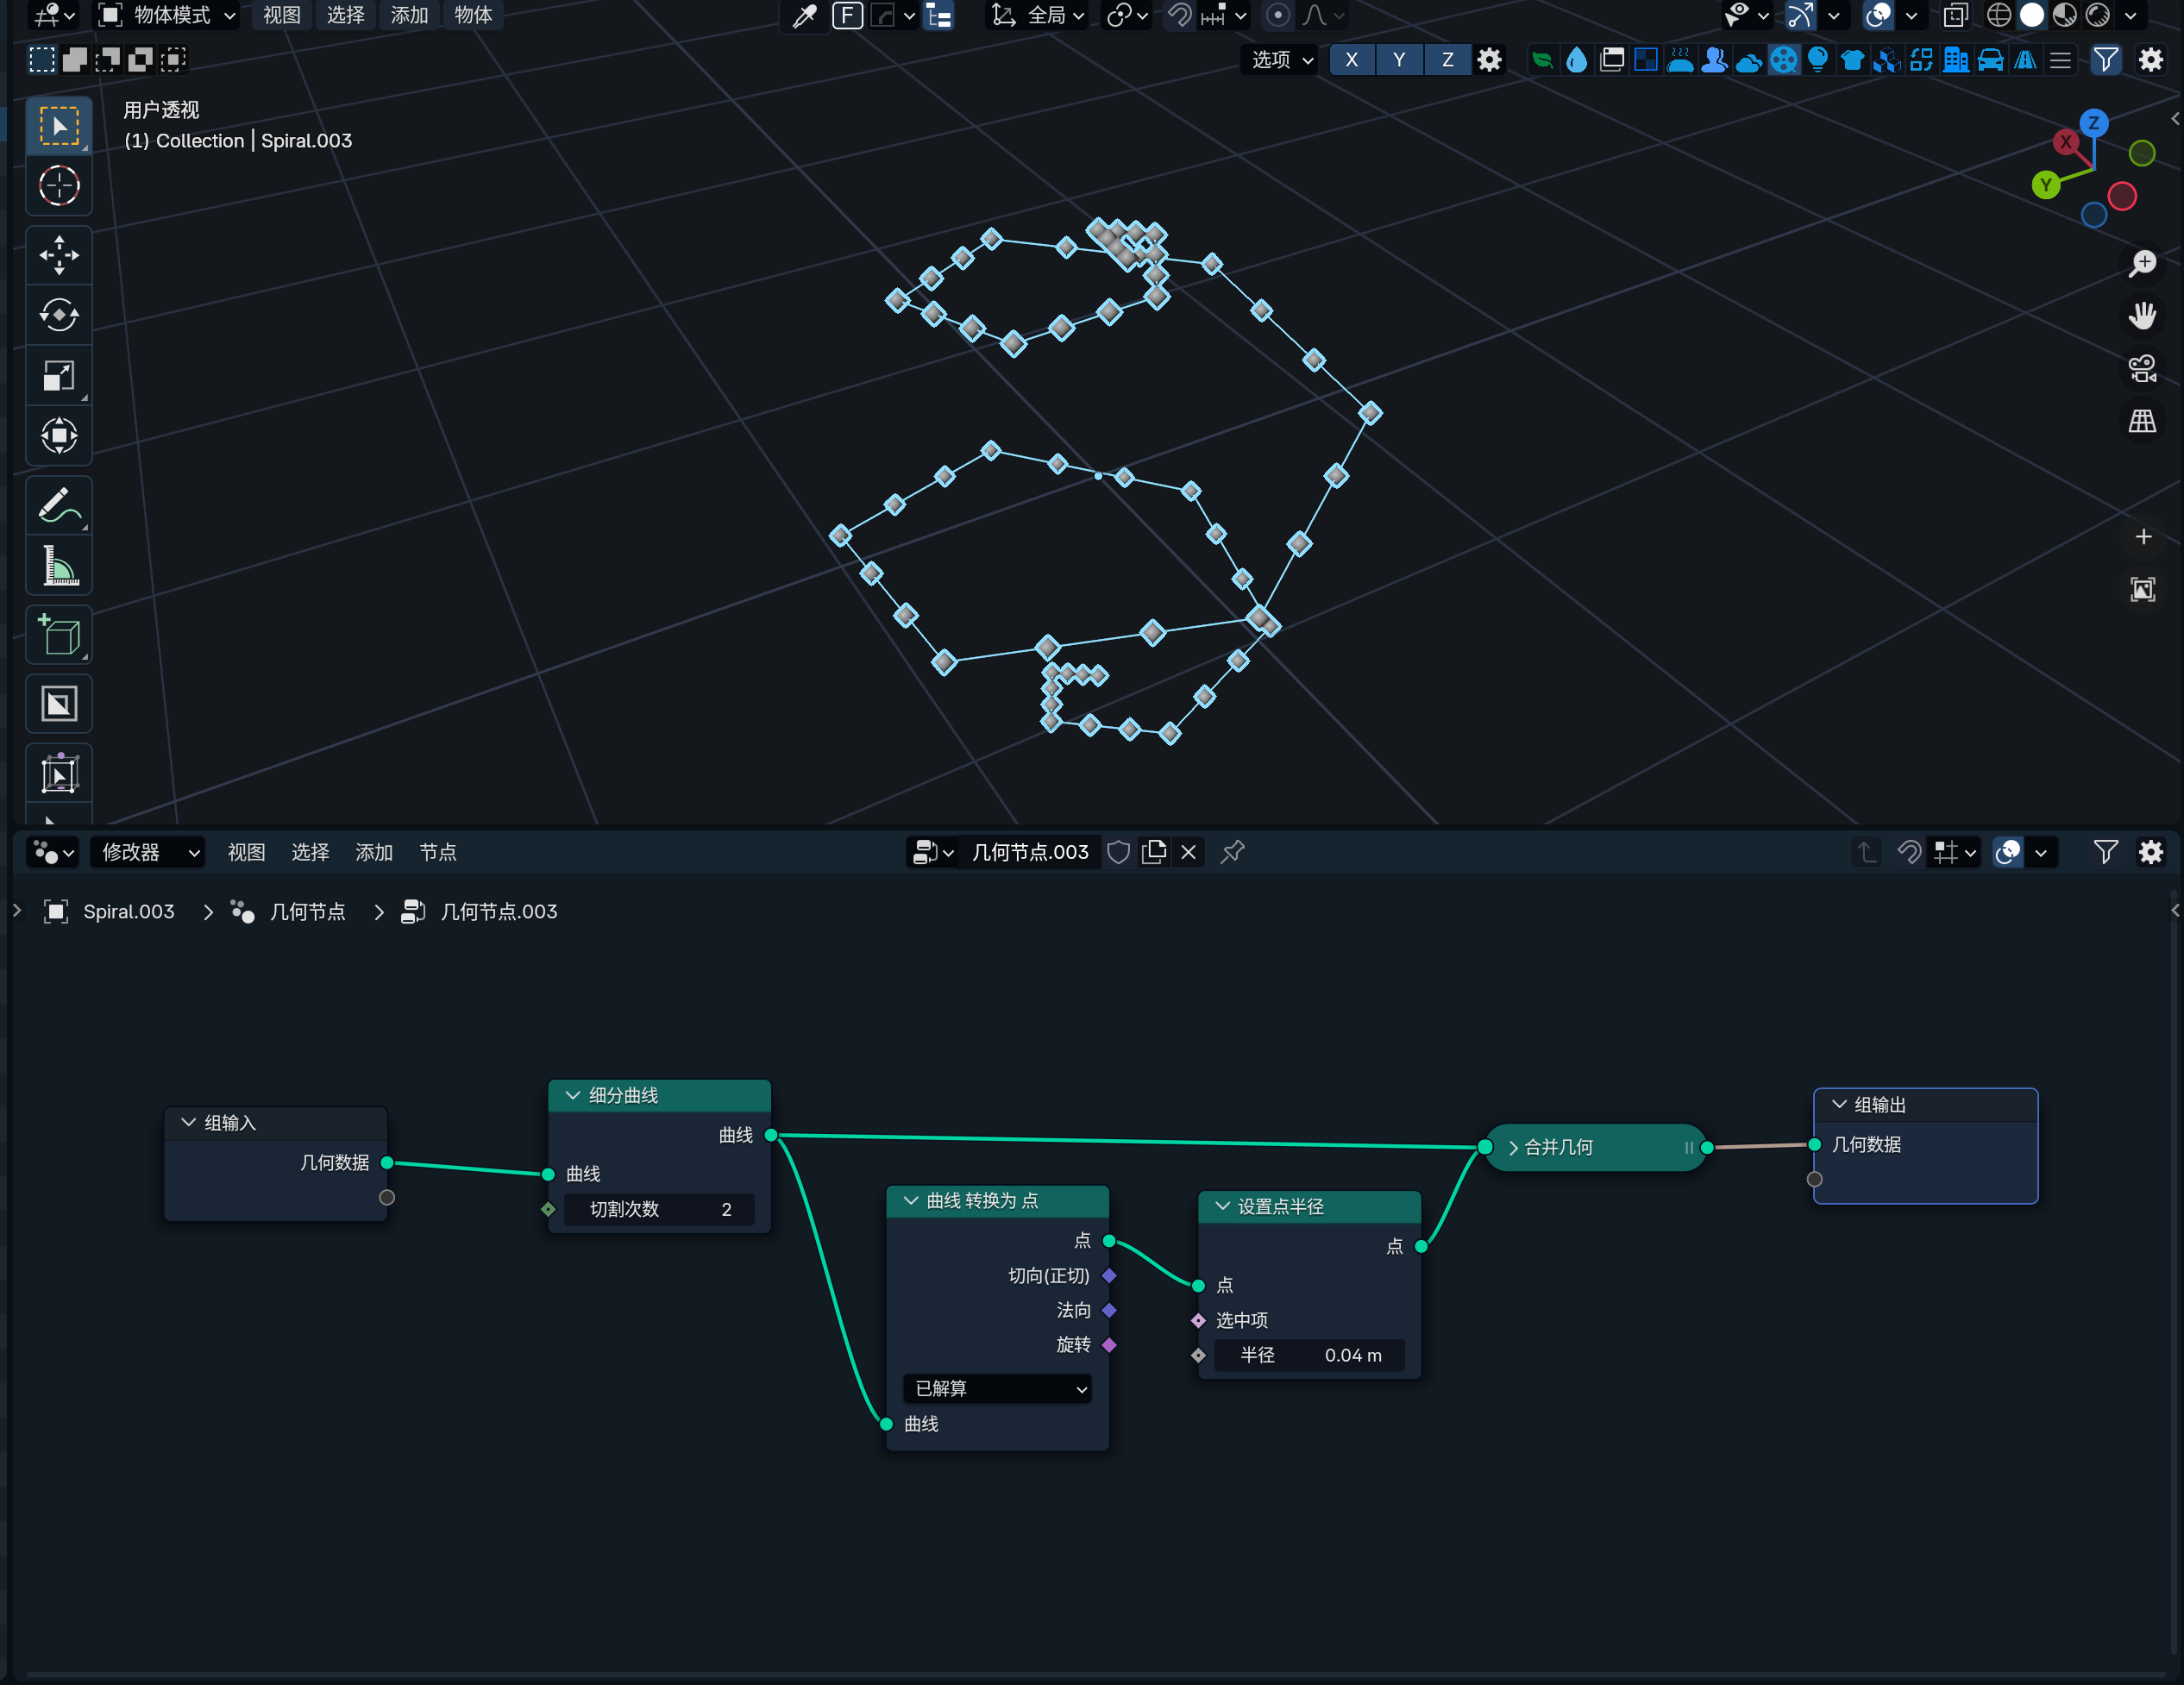 物体模式 视图 选择 添加 物体 F 全局
选项 X Y Z
用户透视
(1) Collection | Spiral.003
Z
X
Y
修改器 视图 选择 添加 节点 几何节点.003
Spiral.003 几何节点 几何节点.003
组输入
几何数据
细分曲线
曲线
曲线
切割次数 2
曲线 转换为 点
点
切向(正切)
法向
旋转
已解算
曲线
设置点半径
点
点
选中项
半径 0.04 m
合并几何
组输出
几何数据